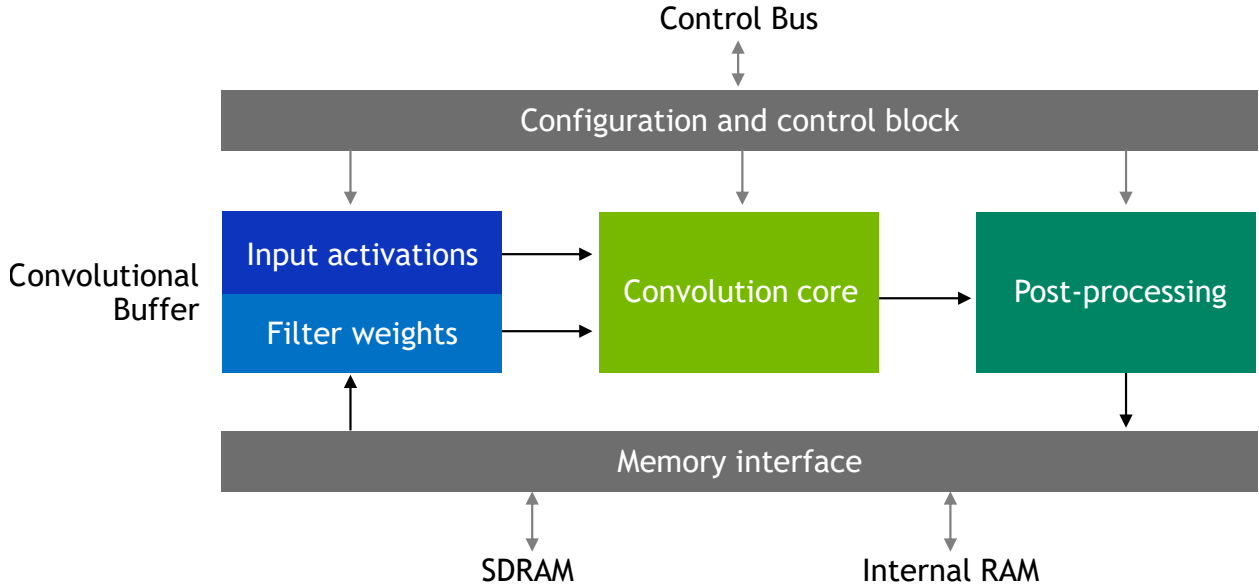 Control Bus
Configuration and control block
Convolutional
Buffer
Input activations
Filter weights
Convolution core
Post-processing
Memory interface
SDRAM
Internal RAM